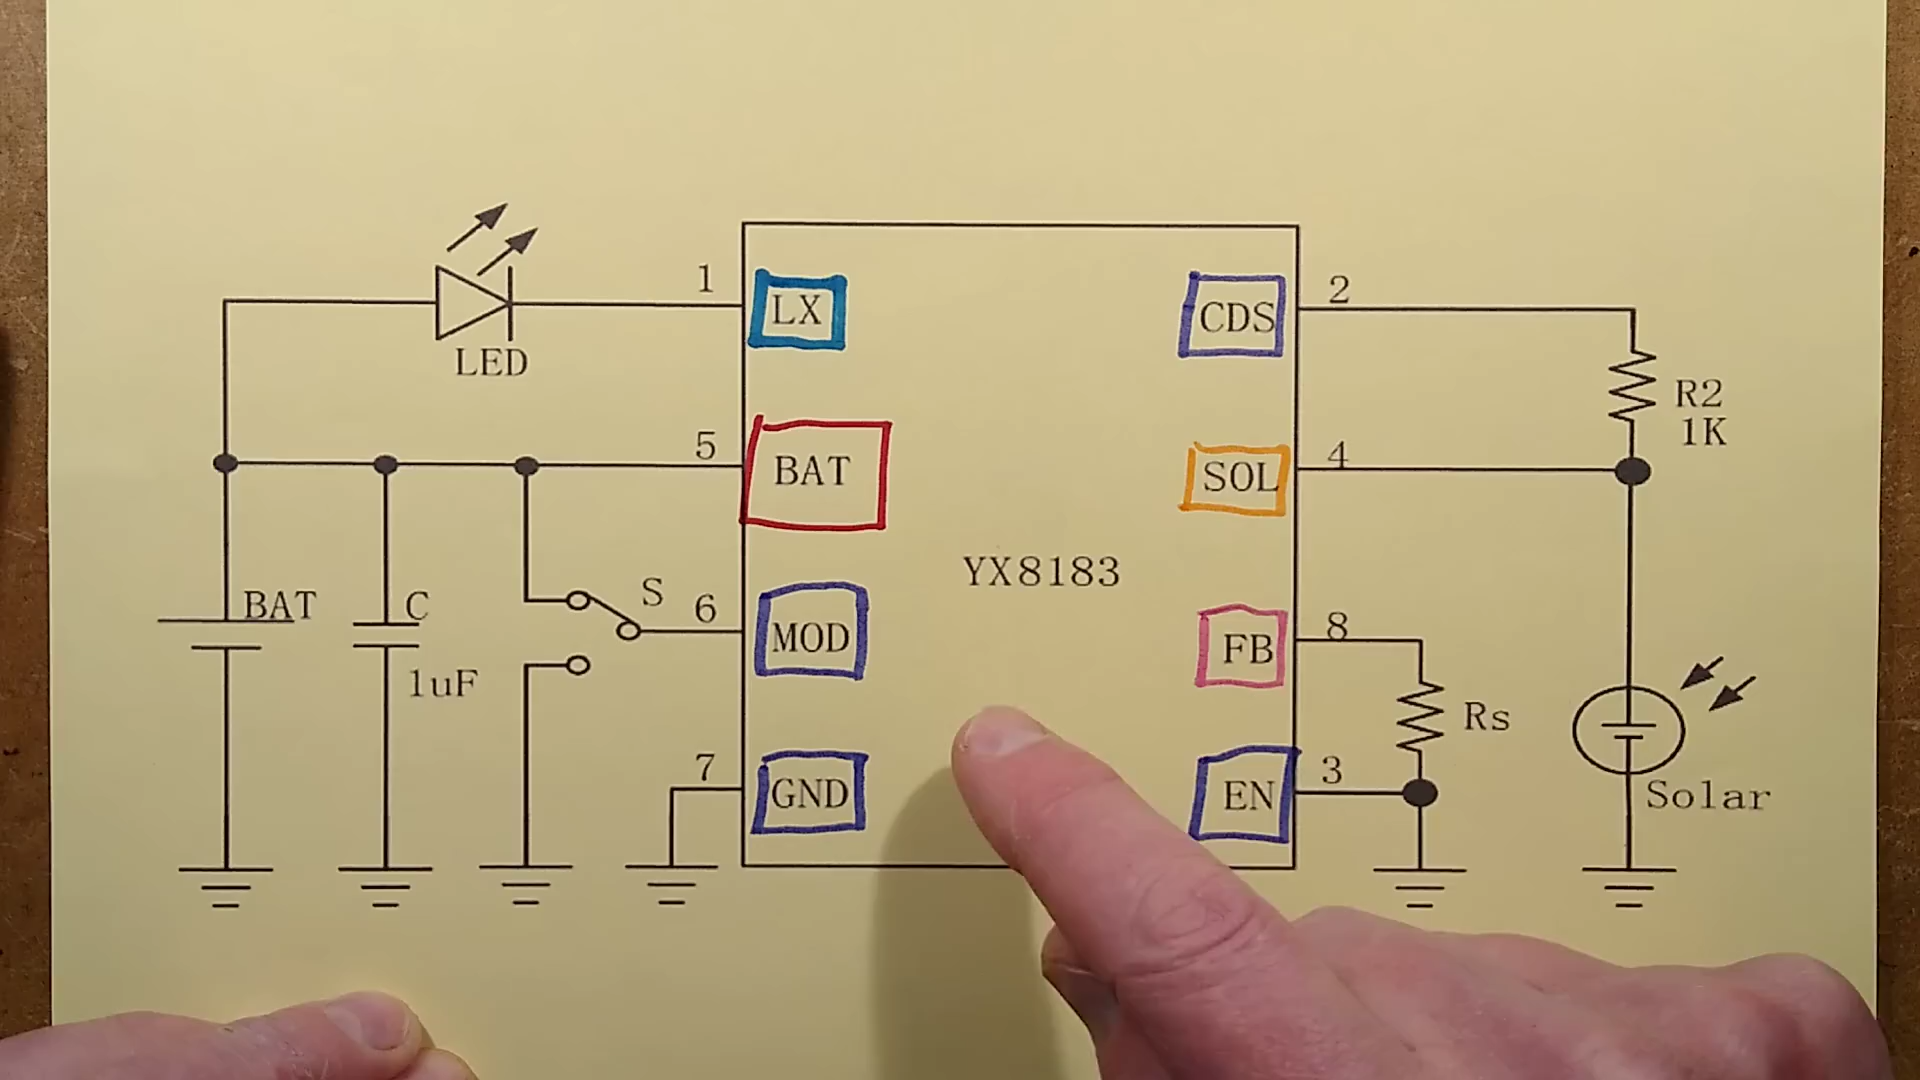 1
LX
CDS
2
LED
R2
1K
5
BAT
SOL
4
YX8183
BAT
C
1uF
S
6
MOD
FB
8
Rs
7
GND
EN
3
Solar